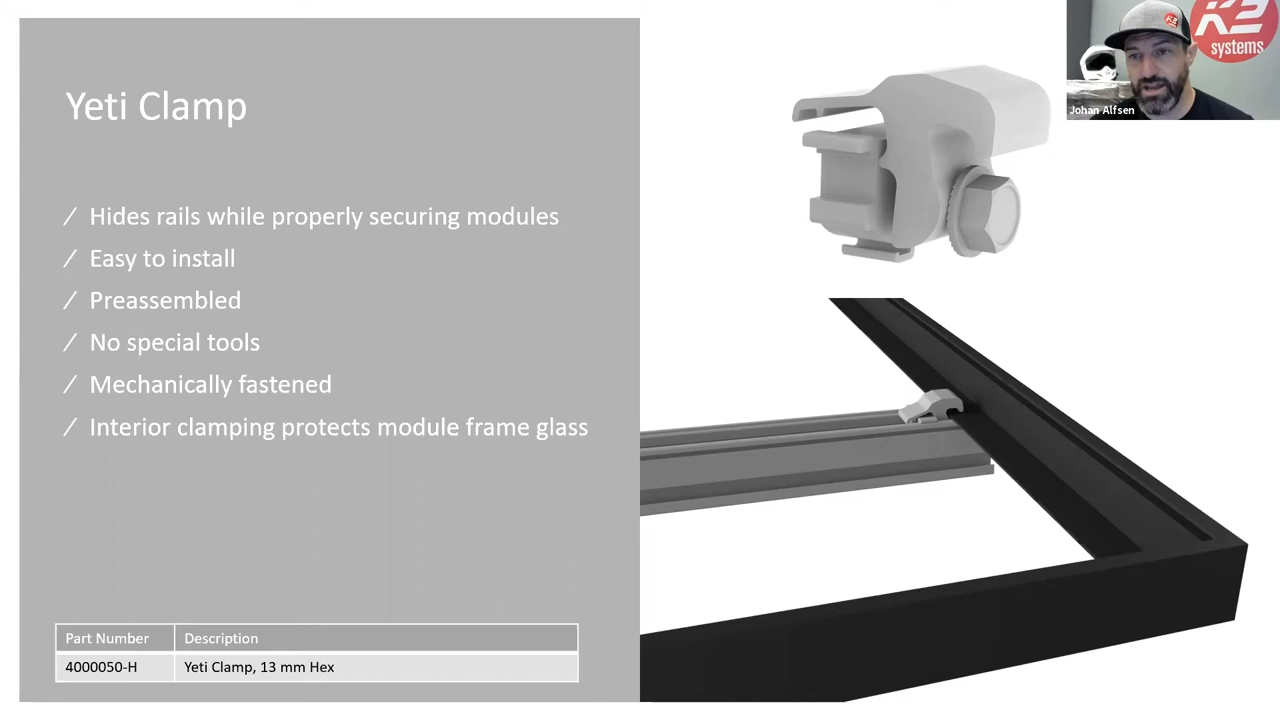 Yeti Clamp
/ Hides rails while properly securing modules
/ Easy to install
/ Preassembled
/ No special tools
/ Mechanically fastened
/ Interior clamping protects module frame glass
Part Number Description
4000050-H Yeti Clamp, 13 mm Hex
K2
systems
Johan Alfsen